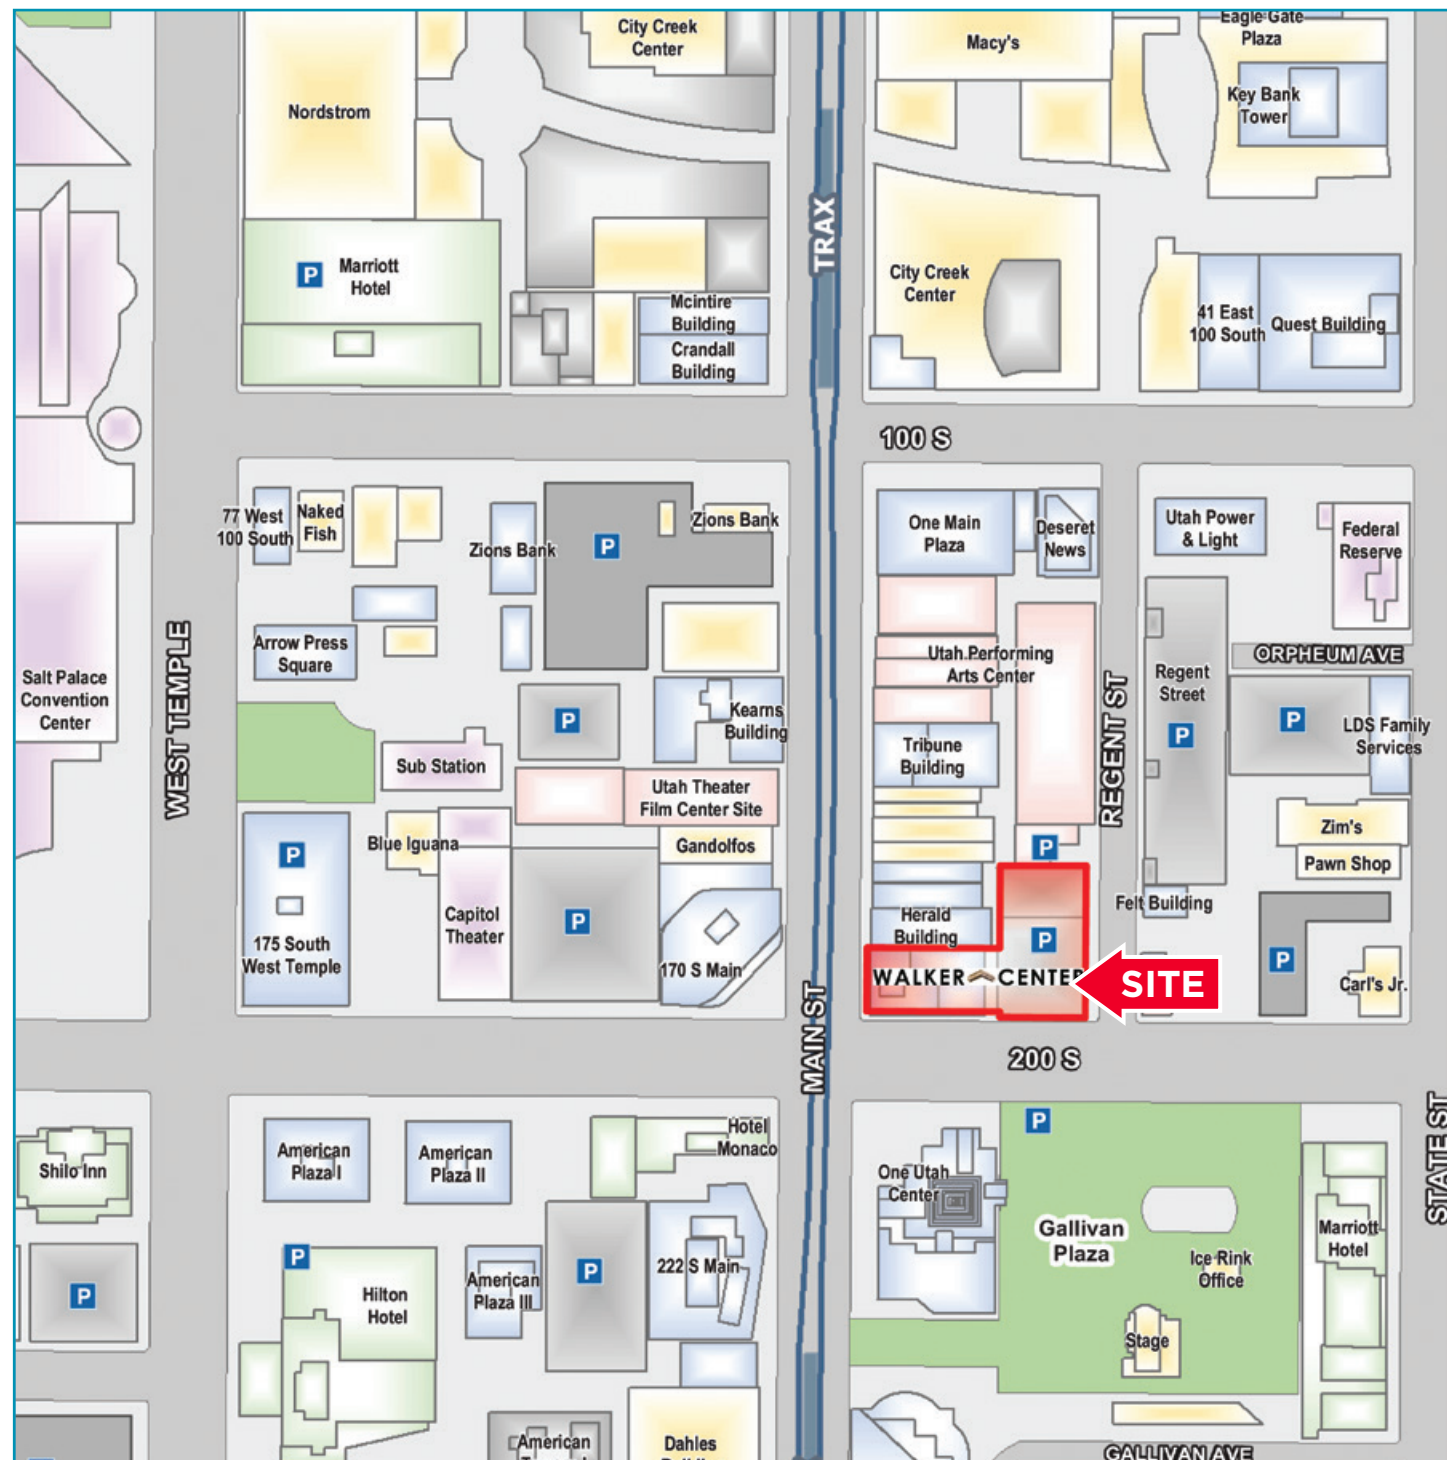 City Creek
Center
Macy's
Eagle Gate
Plaza
Key Bank
Tower
Nordstrom
TRAX
P
Marriott
Hotel
City Creek
Center
Mcintire
Building
Crandall
Building
41 East
100 South
Quest Building
100 S
77 West
100 South
Naked
Fish
Zions Bank
P
Zions Bank
One Main
Plaza
Deseret
News
Utah Power
& Light
Federal
Reserve
WEST TEMPLE
Arrow Press
Square
Utah Performing
Arts Center
ORPHEUM AVE
Salt Palace
Convention
Center
P
Kearns
Building
REGENT ST
Regent
Street
P
P
LDS Family
Services
Tribune
Building
Sub Station
Utah Theater
Film Center Site
Gandolfos
Blue Iguana
P
P
Zim's
Pawn Shop
Felt Building
Capitol
Theater
P
Herald
Building
P
175 South
West Temple
170 S Main
WALKER CENTER
SITE
P
Carl's Jr.
MAIN ST
200 S
STATE ST
American
Plaza I
American
Plaza II
Hotel
Monaco
P
Shilo Inn
One Utah
Center
Gallivan
Plaza
Ice Rink
Office
Marriott
Hotel
P
P
Hilton
Hotel
American
Plaza III
P
222 S Main
Stage
American
Dahles
GALLIVAN AVE